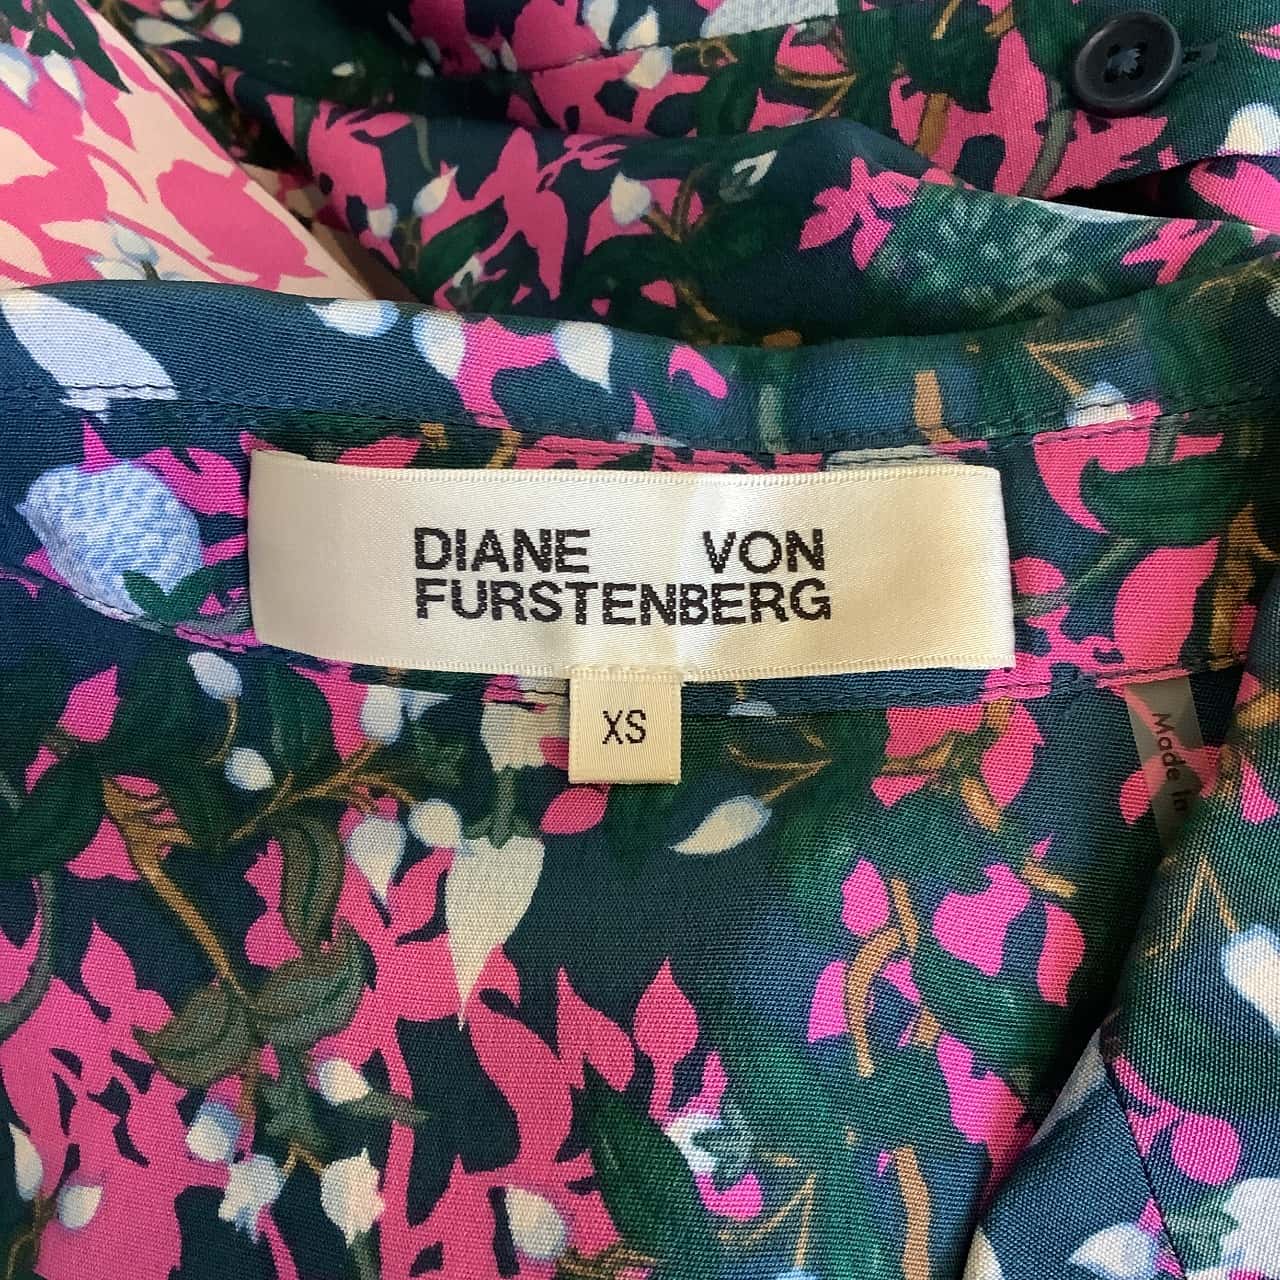 DIANE VON
FURSTENBERG
XS
Made in